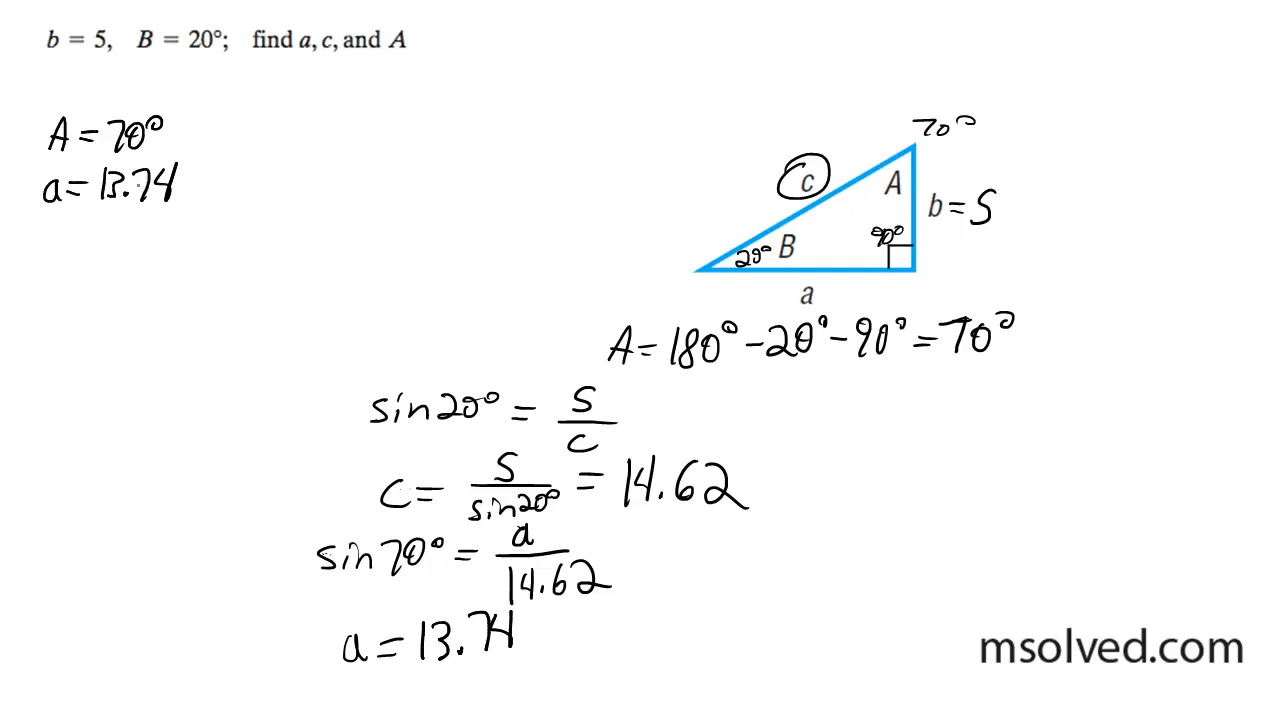 b = 5, B = 20°; find a, c, and A
A = 70°
a = 13.74
70°
c
A
b = 5
90°
20° B
a
A = 180° - 20° - 90° = 70°
sin 20° = 5/c
c = 5/sin 20° = 14.62
sin 70° = a/14.62
a = 13.74
msolved.com